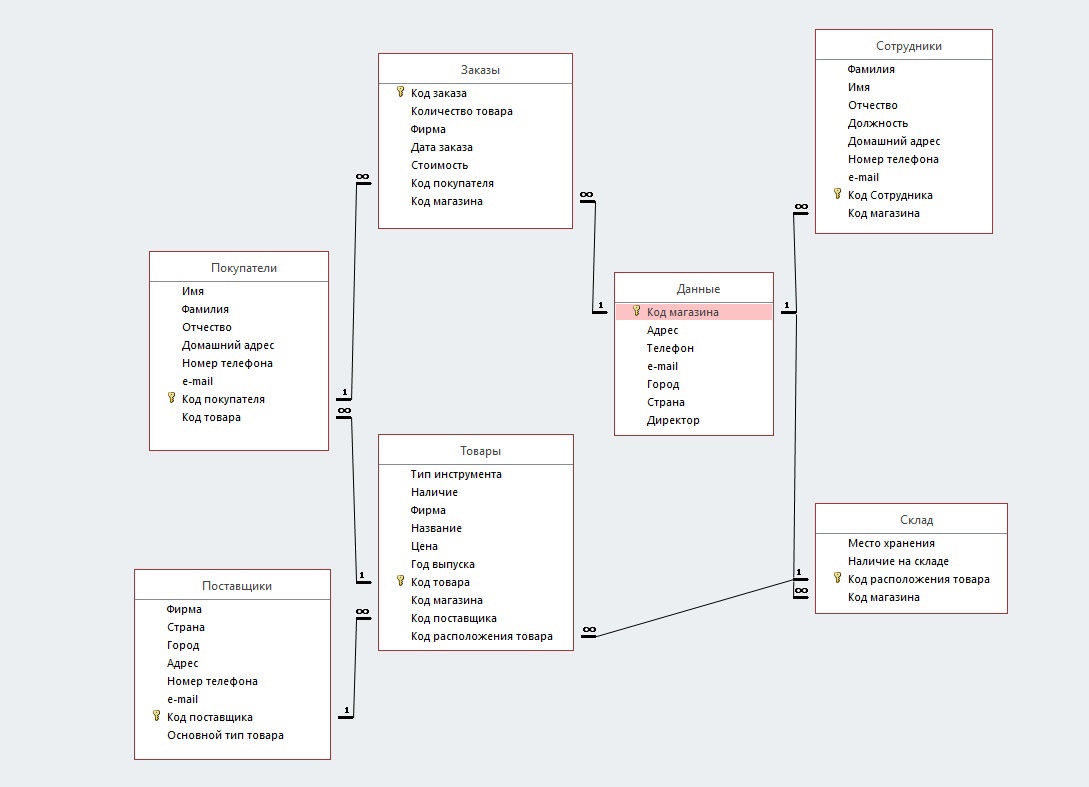 Заказы
Код заказа
Количество товара
Фирма
Дата заказа
Стоимость
Код покупателя
Код магазина
Сотрудники
Фамилия
Имя
Отчество
Должность
Домашний адрес
Номер телефона
e-mail
Код Сотрудника
Код магазина
Покупатели
Имя
Фамилия
Отчество
Домашний адрес
Номер телефона
e-mail
Код покупателя
Код товара
Данные
Код магазина
Адрес
Телефон
e-mail
Город
Страна
Директор
Товары
Тип инструмента
Наличие
Фирма
Название
Цена
Год выпуска
Код товара
Код магазина
Код поставщика
Код расположения товара
Склад
Место хранения
Наличие на складе
Код расположения товара
Код магазина
Поставщики
Фирма
Страна
Город
Адрес
Номер телефона
e-mail
Код поставщика
Основной тип товара
∞
1
∞
1
∞
1
∞
1
∞
1
1
∞
∞